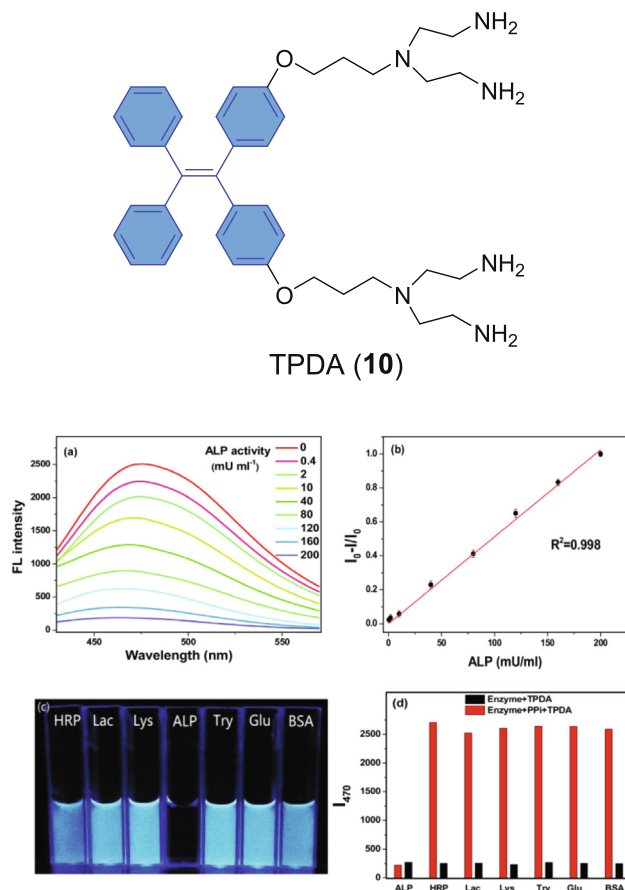 NH2
O
N
NH2
NH2
O
N
NH2
TPDA (10)
(a)
ALP activity
(mU ml-1)
0
0.4
2
10
40
80
120
160
200
2500
2000
1500
1000
500
0
450
500
550
FL intensity
Wavelength (nm)
(b)
1.0
0.8
0.6
0.4
0.2
0.0
0
50
100
150
200
R2=0.998
I0-I/I0
ALP (mU/ml)
(c)
HRP Lac Lys ALP Try Glu BSA
(d)
Enzyme+TPDA
Enzyme+PPi+TPDA
2500
2000
1500
1000
500
0
I470
ALP HRP Lac Lys Try Glu BSA